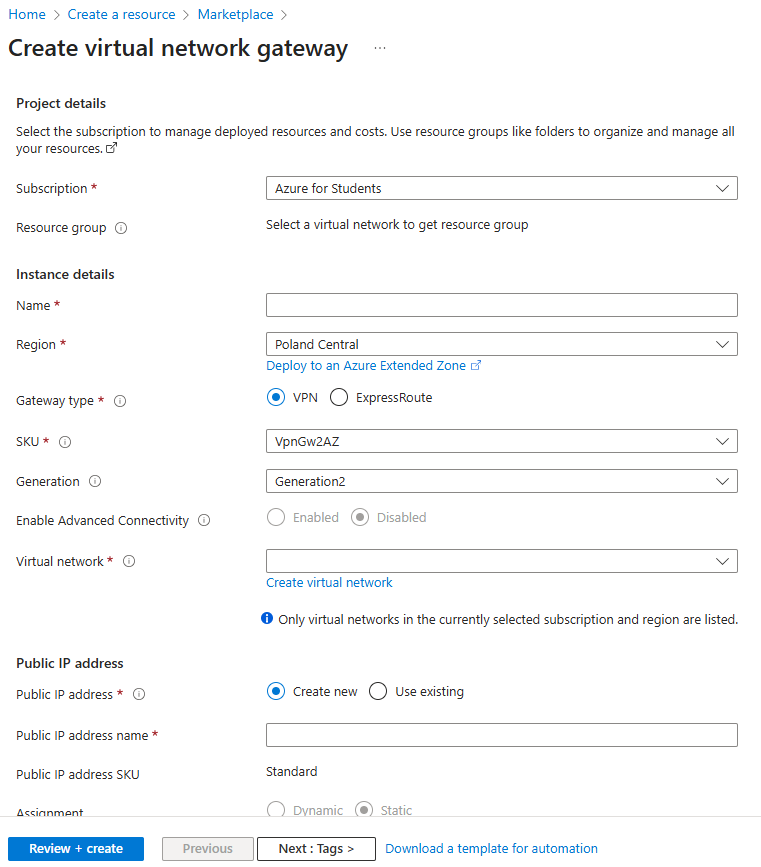 Home > Create a resource > Marketplace >
Create virtual network gateway ...
Project details
Select the subscription to manage deployed resources and costs. Use resource groups like folders to organize and manage all
your resources.
Subscription * Azure for Students
Resource group Select a virtual network to get resource group
Instance details
Name *
Region * Poland Central
Deploy to an Azure Extended Zone
Gateway type * VPN ExpressRoute
SKU * VpnGw2AZ
Generation Generation2
Enable Advanced Connectivity Enabled Disabled
Virtual network *
Create virtual network
Only virtual networks in the currently selected subscription and region are listed.
Public IP address
Public IP address * Create new Use existing
Public IP address name *
Public IP address SKU Standard
Assignment Dynamic Static
Review + create Previous Next : Tags > Download a template for automation